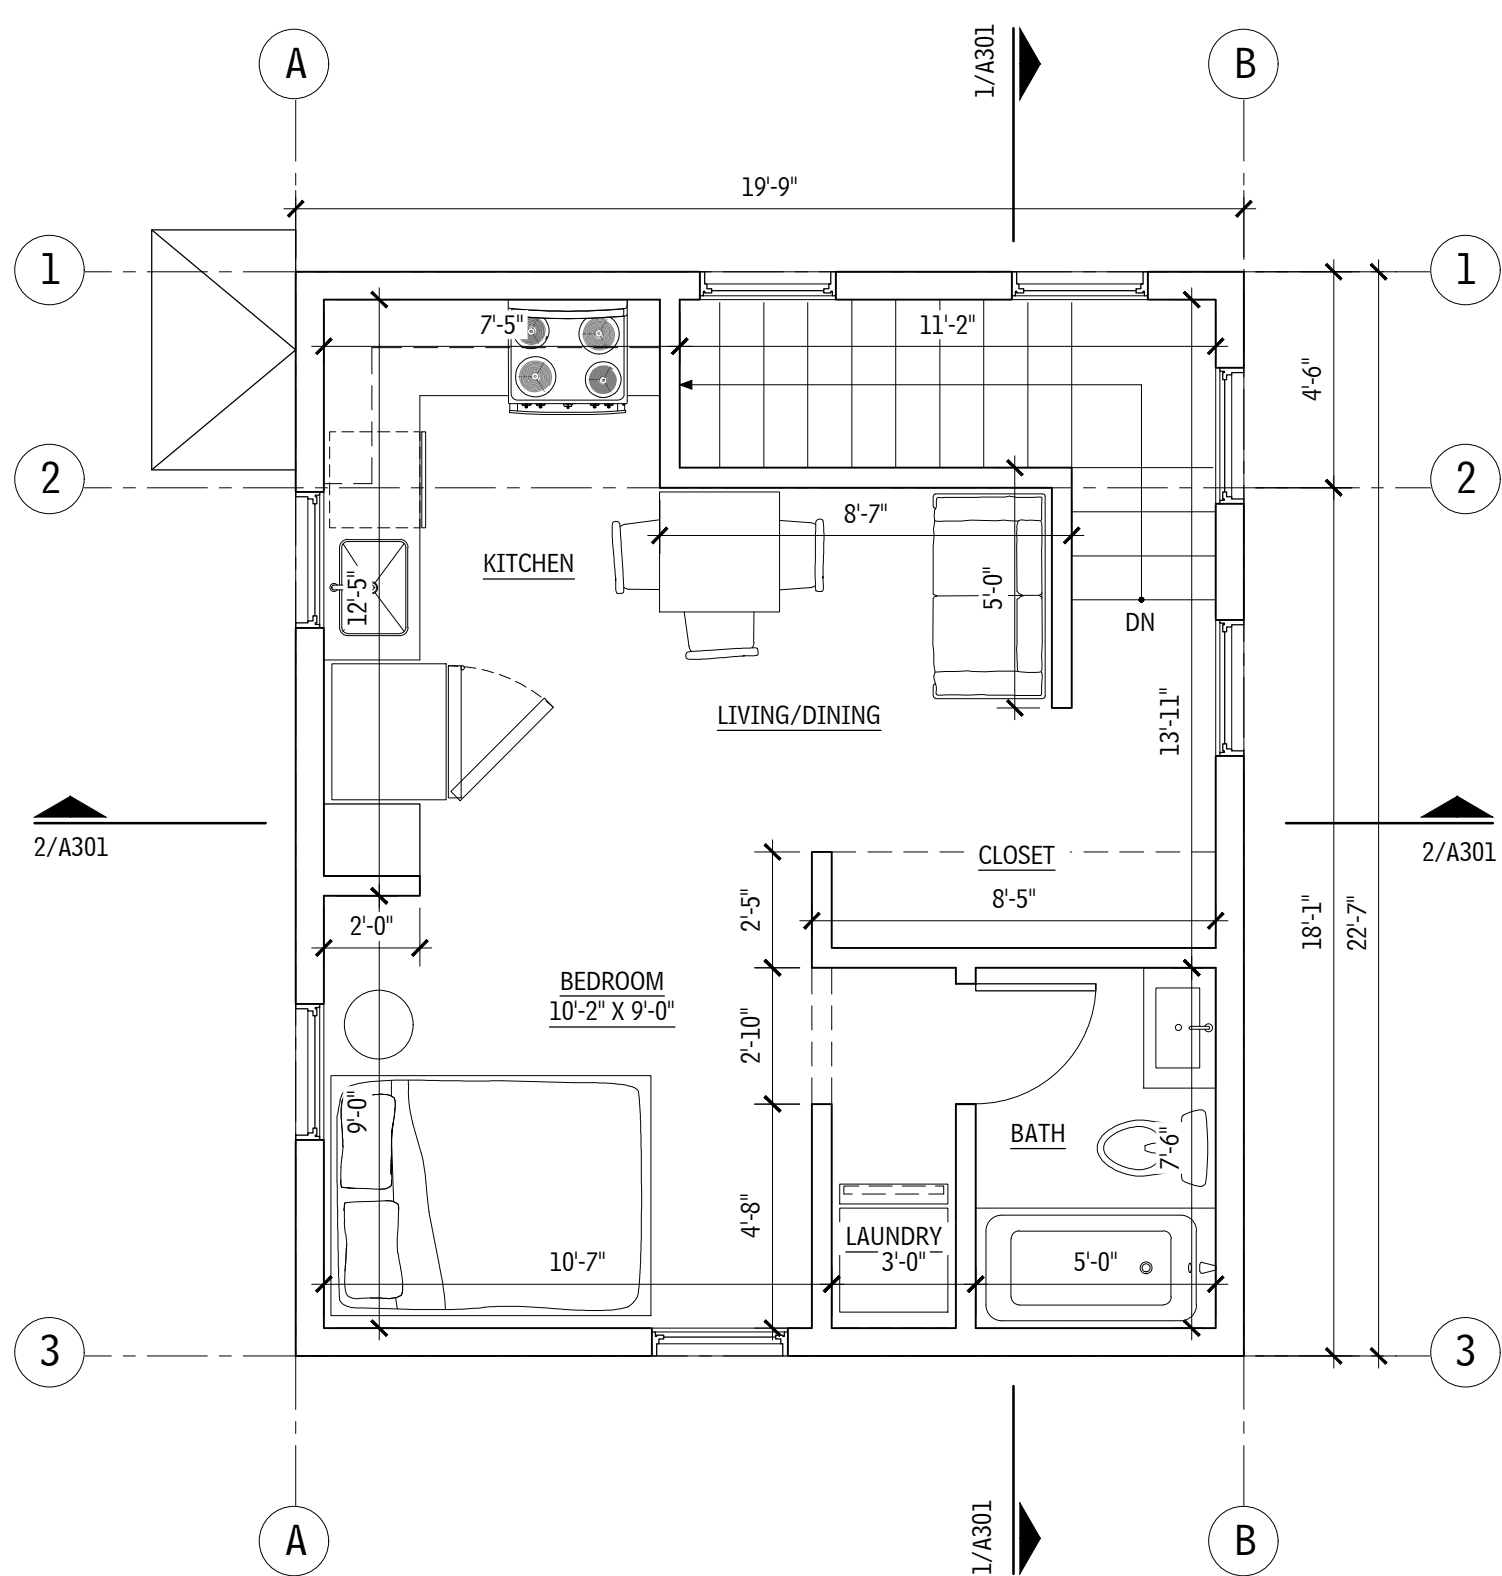 A
1/A301
B
19'-9"
1
1
7'-5"
11'-2"
4'-6"
2
2
8'-7"
KITCHEN
12'-5"
5'-0"
DN
LIVING/DINING
13'-11"
2/A301
2/A301
CLOSET
8'-5"
2'-5"
2'-0"
18'-1"
22'-7"
BEDROOM
10'-2" X 9'-0"
2'-10"
9'-0"
BATH
7'-6"
4'-8"
LAUNDRY
10'-7"
3'-0"
5'-0"
3
3
A
1/A301
B